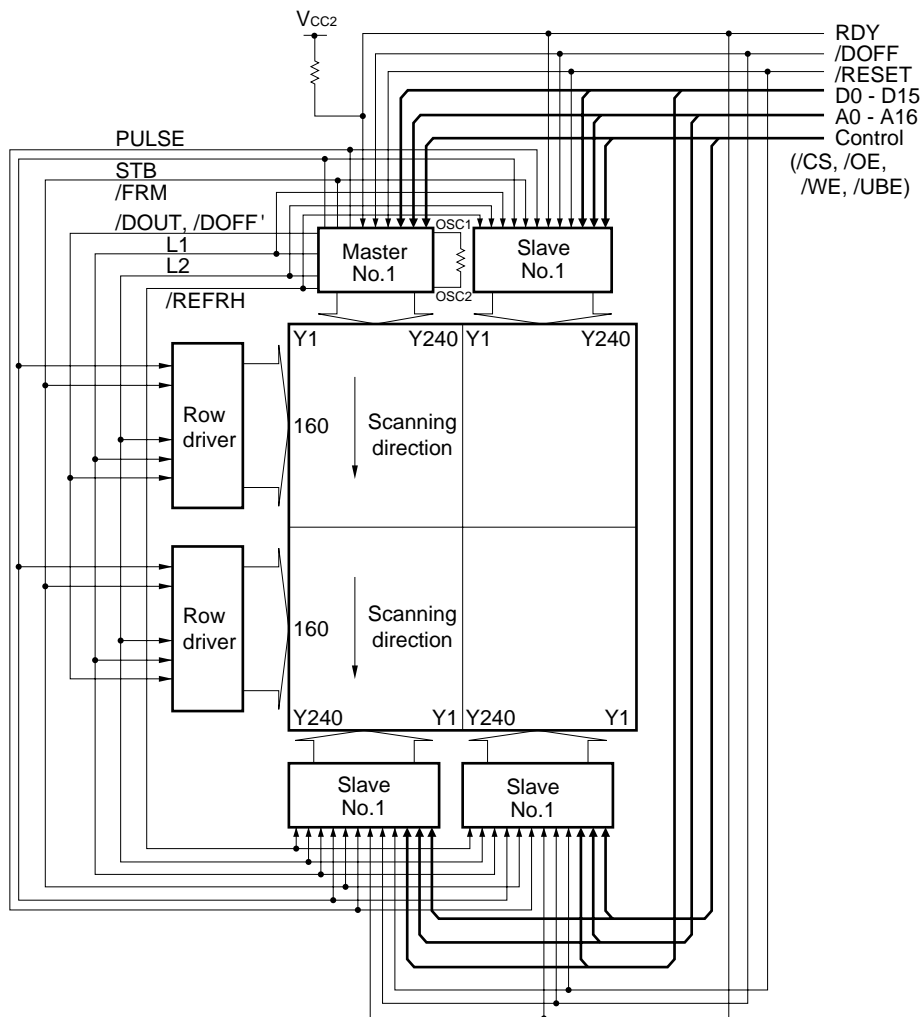 VCC2
RDY
/DOFF
/RESET
D0 - D15
A0 - A16
Control
(/CS, /OE,
/WE, /UBE)
PULSE
STB
/FRM
/DOUT, /DOFF'
L1
L2
/REFRH
OSC1
OSC2
Master
No.1
Slave
No.1
Y1
Y240
Y1
Y240
Row
driver
160
Scanning
direction
Row
driver
160
Scanning
direction
Y240
Y1
Y240
Y1
Slave
No.1
Slave
No.1